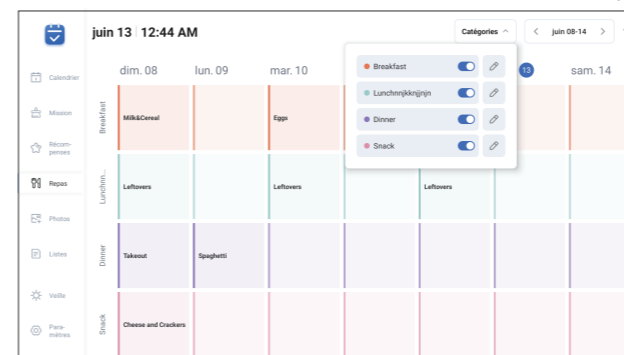 juin 13 12:44 AM
Catégories
juin 08-14
dim. 08
lun. 09
mar. 10
13
sam. 14
Breakfast
Lunchnnjkknjjnjn
Dinner
Snack
Calendrier
Mission
Récom-
penses
Repas
Photos
Listes
Veille
Para-
mètres
Breakfast
Milk&Cereal
Eggs
Lunchnn...
Leftovers
Leftovers
Leftovers
Dinner
Takeout
Spaghetti
Snack
Cheese and Crackers